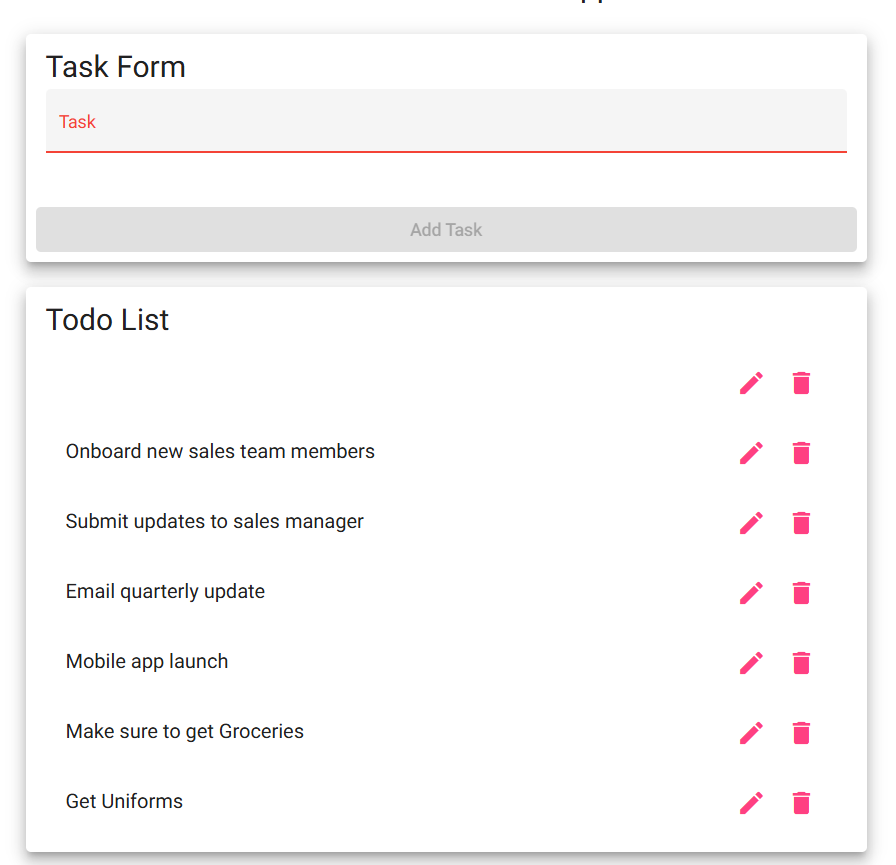 Task Form
Task
Add Task
Todo List
Onboard new sales team members
Submit updates to sales manager
Email quarterly update
Mobile app launch
Make sure to get Groceries
Get Uniforms